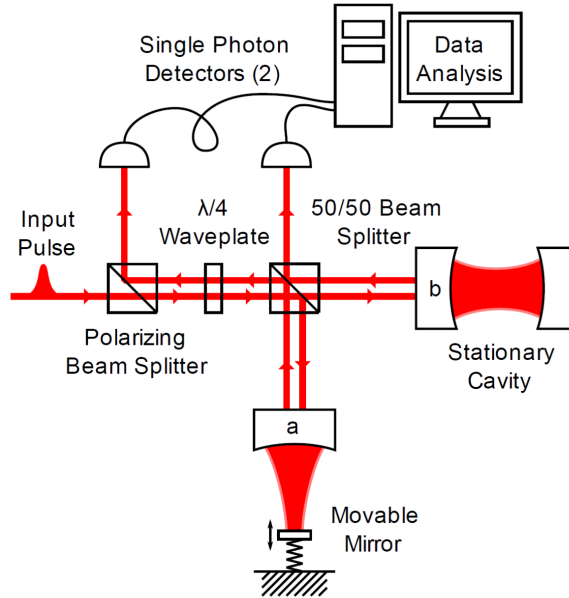 Single Photon
Detectors (2)
Data
Analysis
Input
Pulse
λ/4
Waveplate
50/50 Beam
Splitter
Polarizing
Beam Splitter
b
Stationary
Cavity
a
Movable
Mirror